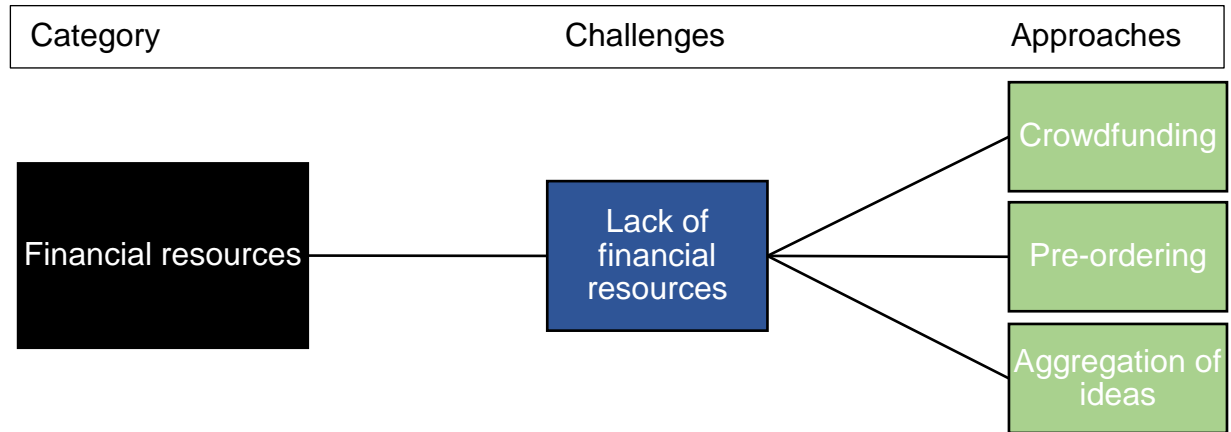 Category Challenges Approaches
Financial resources
Lack of
financial
resources
Crowdfunding
Pre-ordering
Aggregation of
ideas